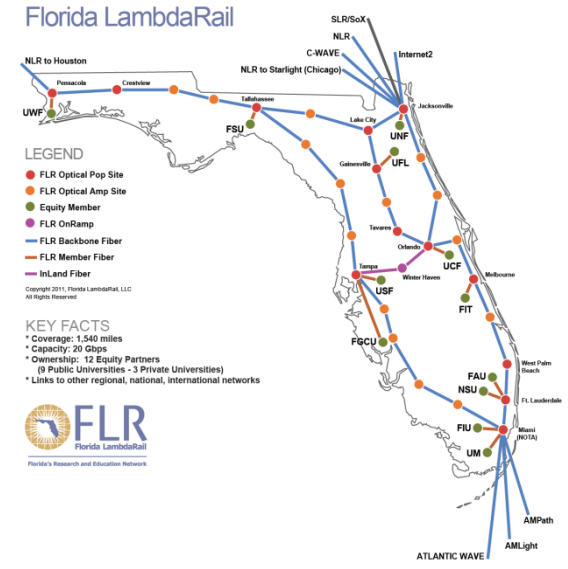 Florida LambdaRail
SLR/SoX
NLR
C-WAVE
Internet2
NLR to Starlight (Chicago)
NLR to Houston
Pensacola
Crestview
Tallahassee
Jacksonville
Lake City
UWF
FSU
UNF
UFL
Gainesville
LEGEND
FLR Optical Pop Site
FLR Optical Amp Site
Equity Member
FLR OnRamp
FLR Backbone Fiber
FLR Member Fiber
InLand Fiber
Copyright 2011, Florida LambdaRail, LLC
All Rights Reserved
Tavares
Orlando
UCF
Tampa
Winter Haven
Melbourne
USF
FIT
FGCU
KEY FACTS
* Coverage: 1,540 miles
* Capacity: 20 Gbps
* Ownership: 12 Equity Partners
(9 Public Universities - 3 Private Universities)
* Links to other regional, national, international networks
West Palm
Beach
FAU
NSU
Ft. Lauderdale
FIU
Miami
(NOTA)
UM
FLR
Florida LambdaRail
Florida's Research and Education Network
AMPath
AMLight
ATLANTIC WAVE